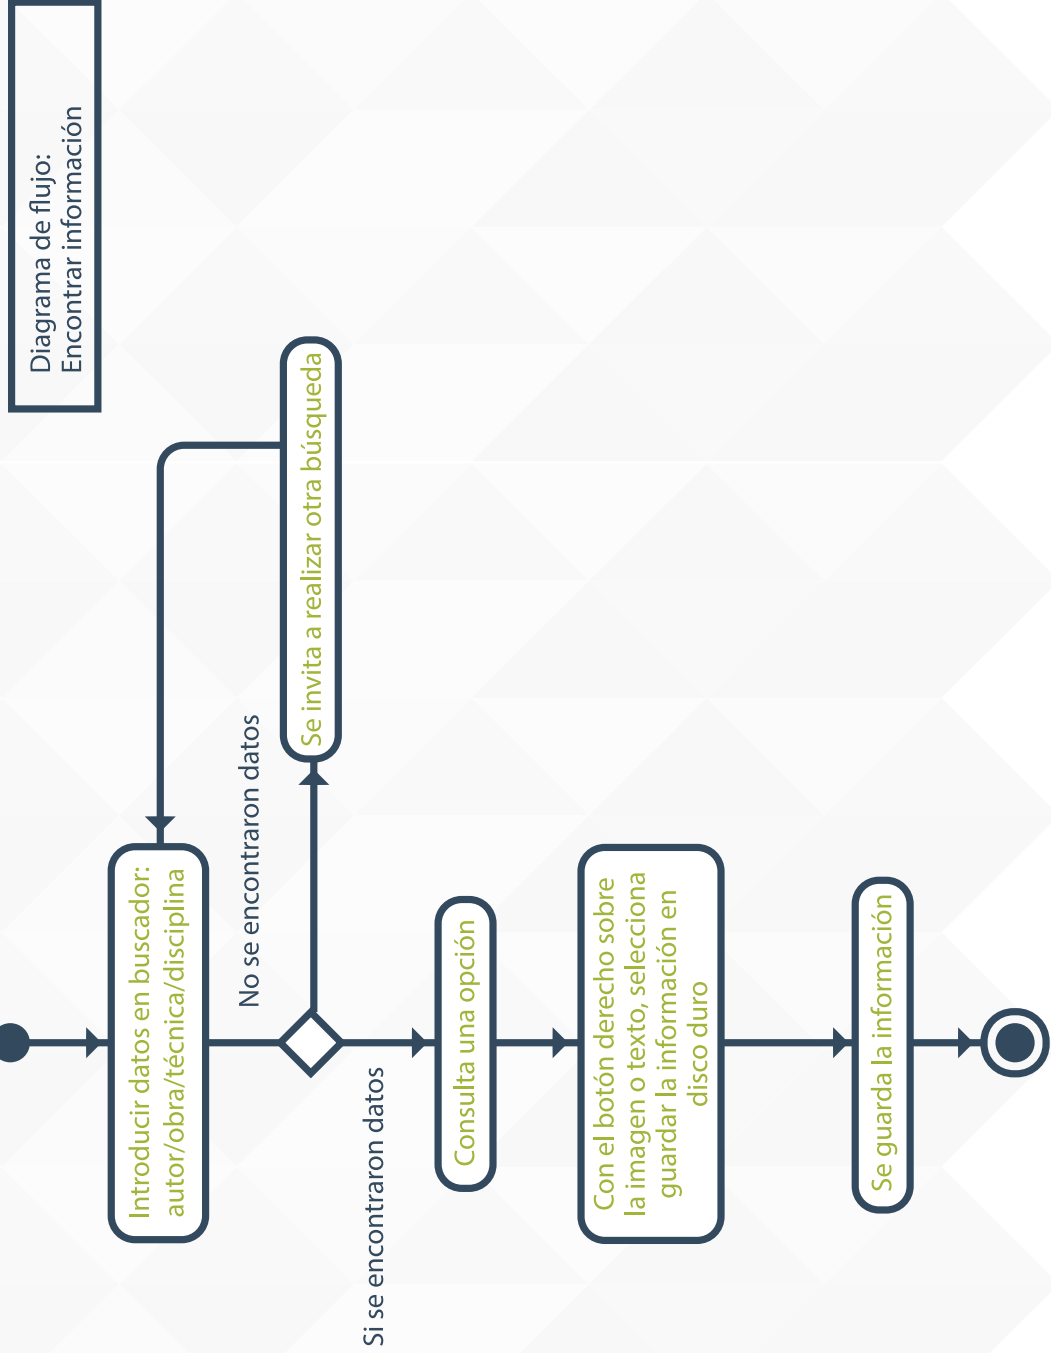 Diagrama de flujo:
Encontrar información
Introducir datos en buscador:
autor/obra/técnica/disciplina
No se encontraron datos
Se invita a realizar otra búsqueda
Si se encontraron datos
Consulta una opción
Con el botón derecho sobre
la imagen o texto, selecciona
guardar la información en
disco duro
Se guarda la información